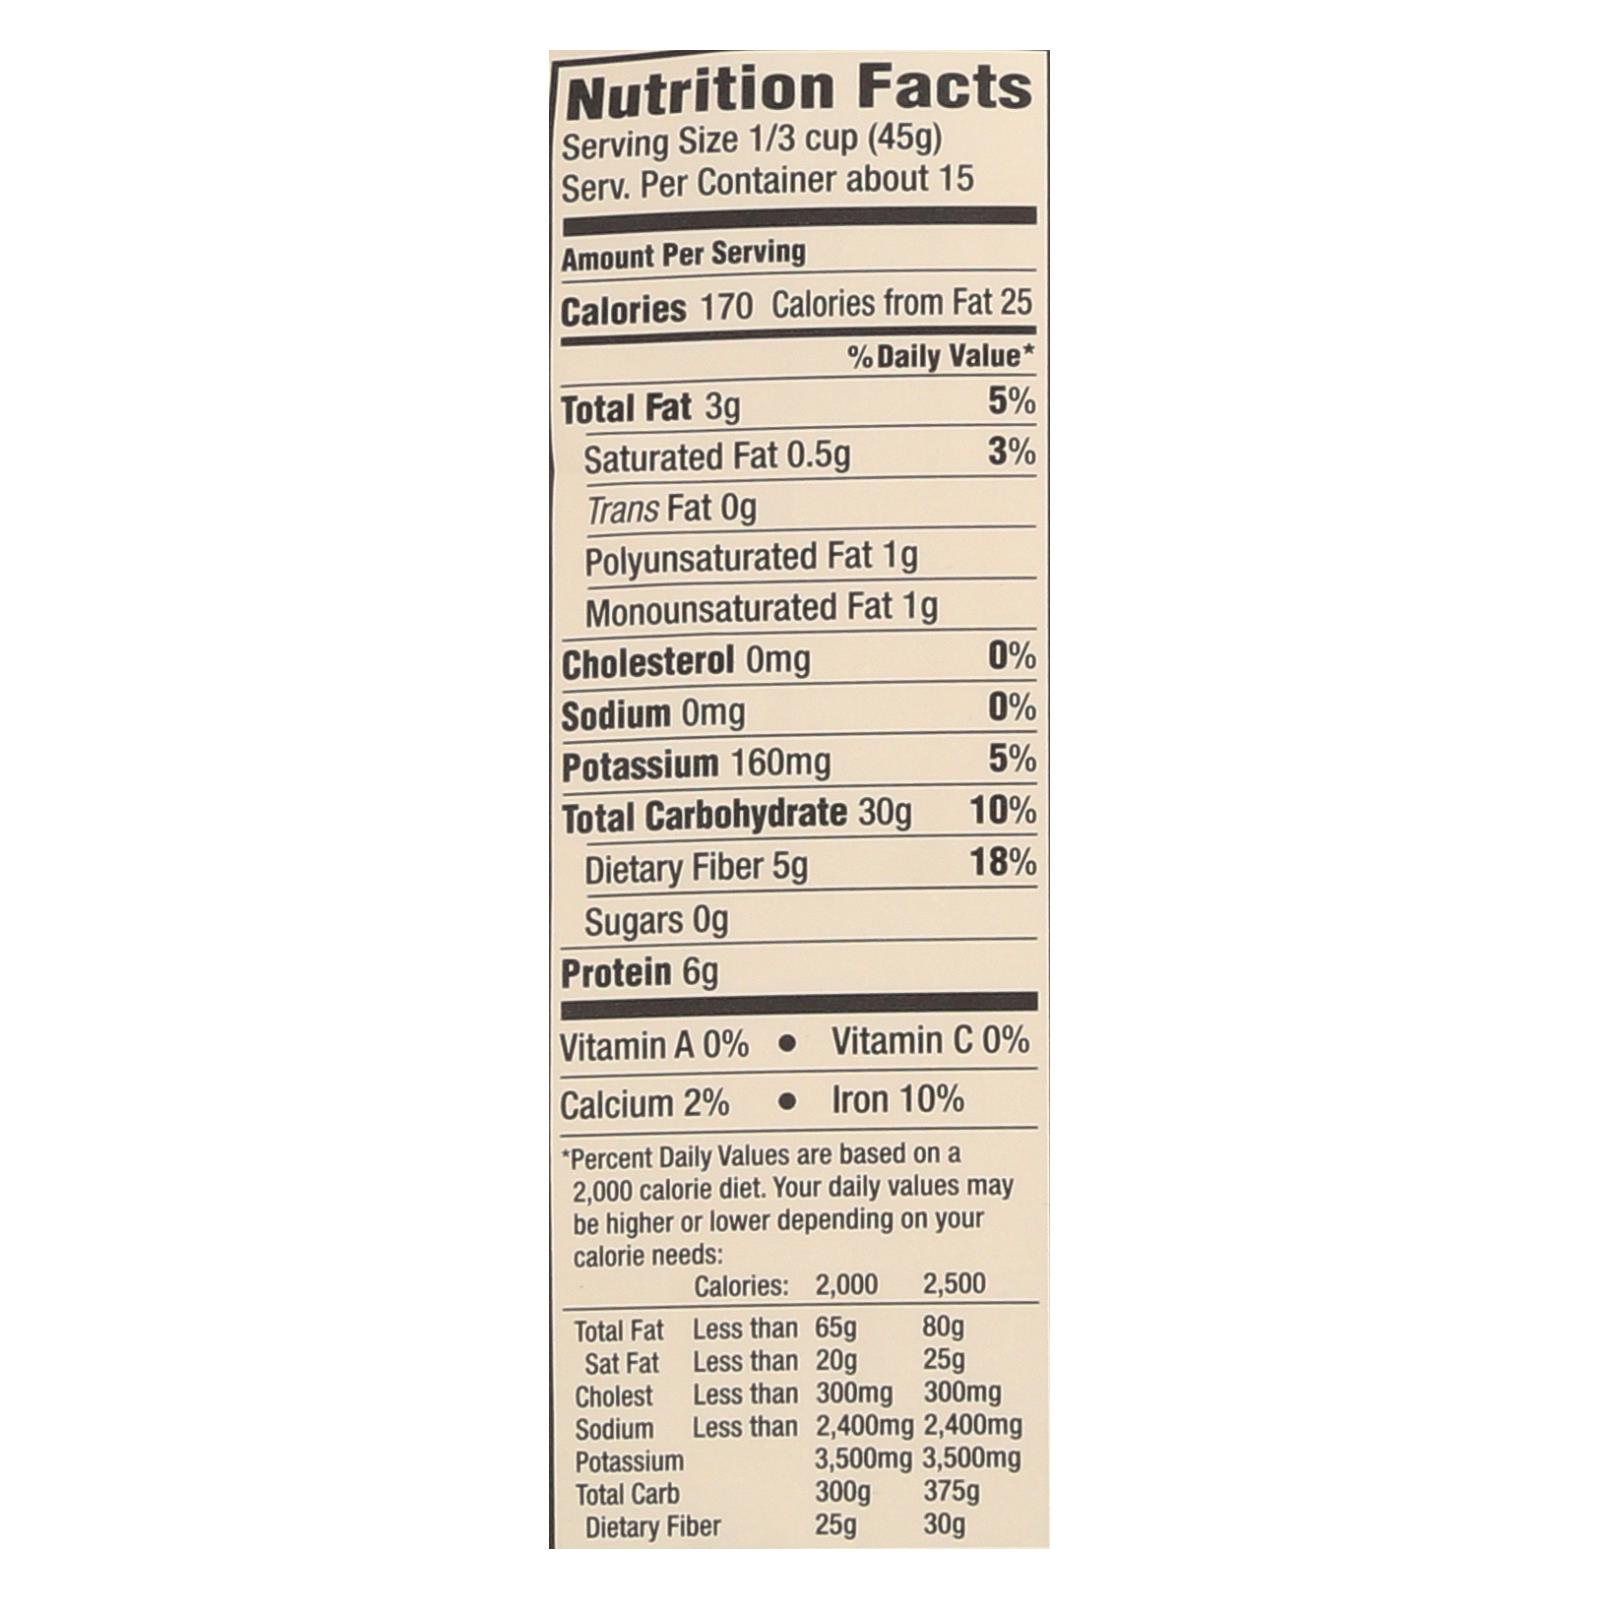 Nutrition Facts
Serving Size 1/3 cup (45g)
Serv. Per Container about 15
Amount Per Serving
Calories 170 Calories from Fat 25
% Daily Value*
Total Fat 3g 5%
Saturated Fat 0.5g 3%
Trans Fat 0g
Polyunsaturated Fat 1g
Monounsaturated Fat 1g
Cholesterol 0mg 0%
Sodium 0mg 0%
Potassium 160mg 5%
Total Carbohydrate 30g 10%
Dietary Fiber 5g 18%
Sugars 0g
Protein 6g
Vitamin A 0% ● Vitamin C 0%
Calcium 2% ● Iron 10%
*Percent Daily Values are based on a
2,000 calorie diet. Your daily values may
be higher or lower depending on your
calorie needs:
Calories: 2,000 2,500
Total Fat Less than 65g 80g
Sat Fat Less than 20g 25g
Cholest Less than 300mg 300mg
Sodium Less than 2,400mg 2,400mg
Potassium 3,500mg 3,500mg
Total Carb 300g 375g
Dietary Fiber 25g 30g